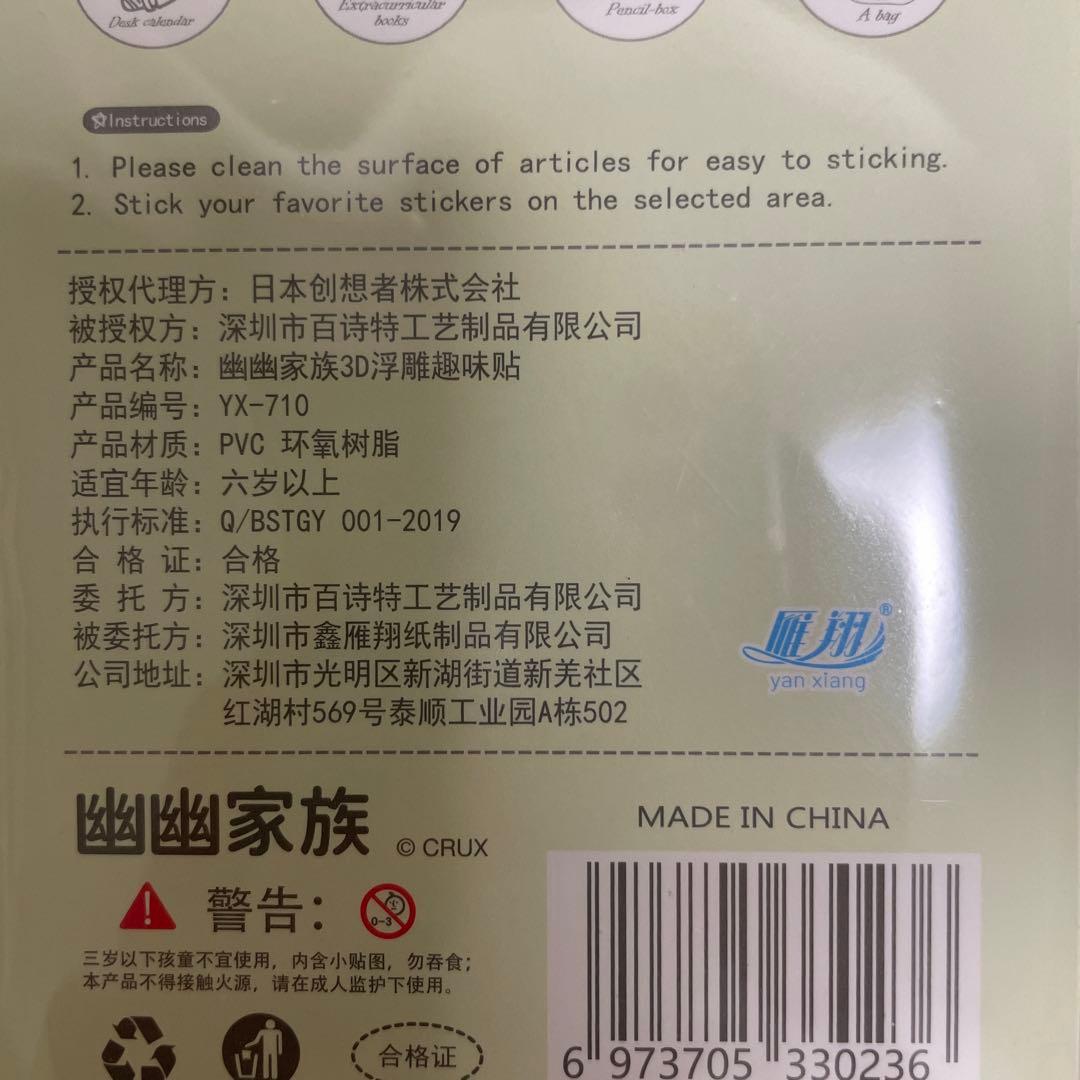 Desk calendar
Extracurricular
books
Pencil-box
A bag
Instructions
1. Please clean the surface of articles for easy to sticking.
2. Stick your favorite stickers on the selected area.
授权代理方：日本创想者株式会社
被授权方：深圳市百诗特工艺制品有限公司
产品名称：幽幽家族3D浮雕趣味贴
产品编号：YX-710
产品材质：PVC 环氧树脂
适宜年龄：六岁以上
执行标准：Q/BSTGY 001-2019
合 格 证：合格
委 托 方：深圳市百诗特工艺制品有限公司
被委托方：深圳市鑫雁翔纸制品有限公司
公司地址：深圳市光明区新湖街道新羌社区
红湖村569号泰顺工业园A栋502
雁翔®
yan xiang
幽幽家族 © CRUX
MADE IN CHINA
警告：
0-3
三岁以下孩童不宜使用，内含小贴图，勿吞食；
本产品不得接触火源，请在成人监护下使用。
合格证
6 973705 330236